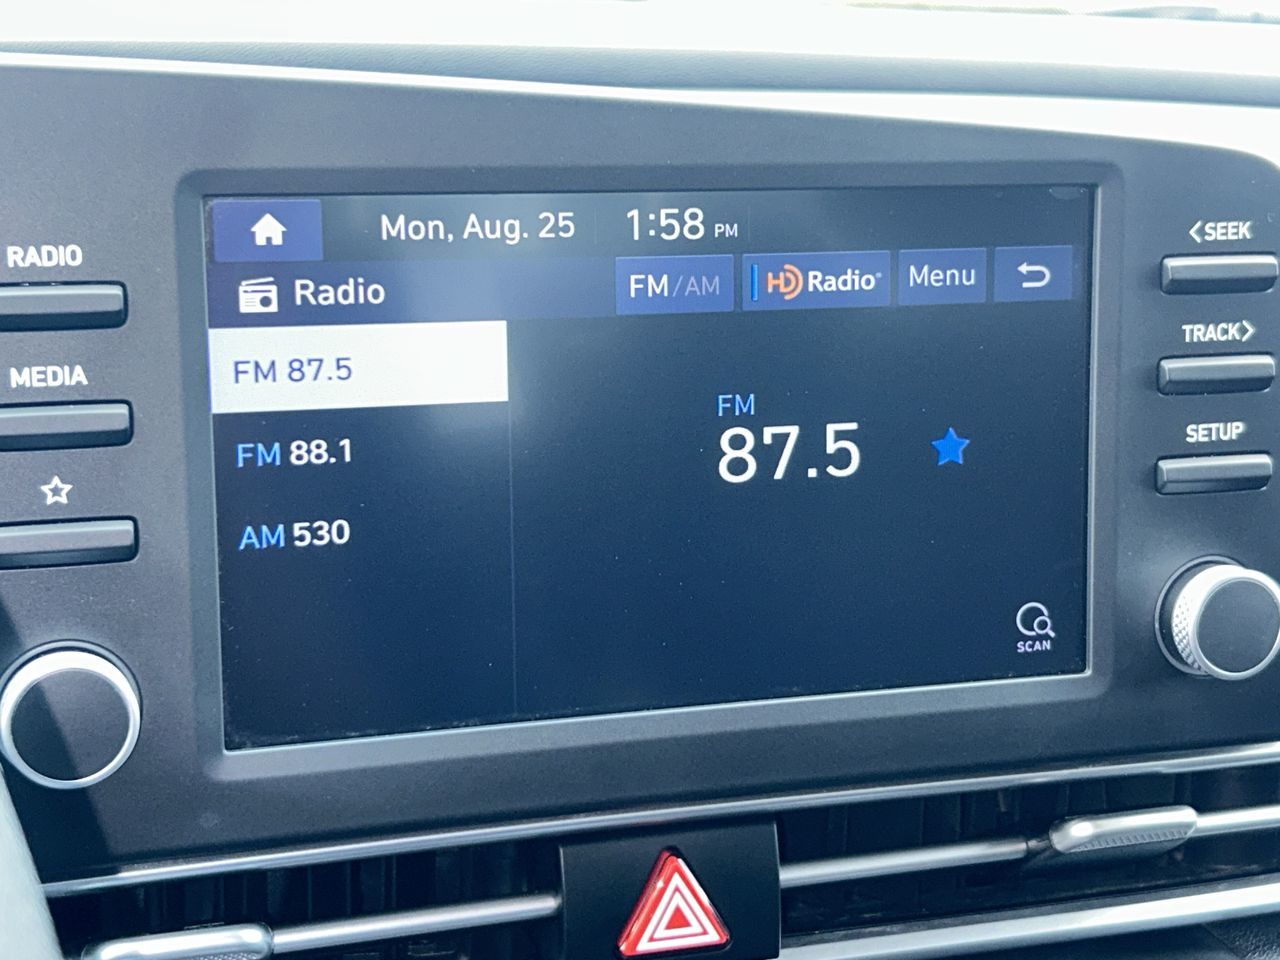 Mon, Aug. 25 1:58 PM
Radio FM/AM HD Radio Menu
FM 87.5
FM 88.1
AM 530
FM
87.5
SCAN
RADIO
MEDIA
<SEEK
TRACK>
SETUP